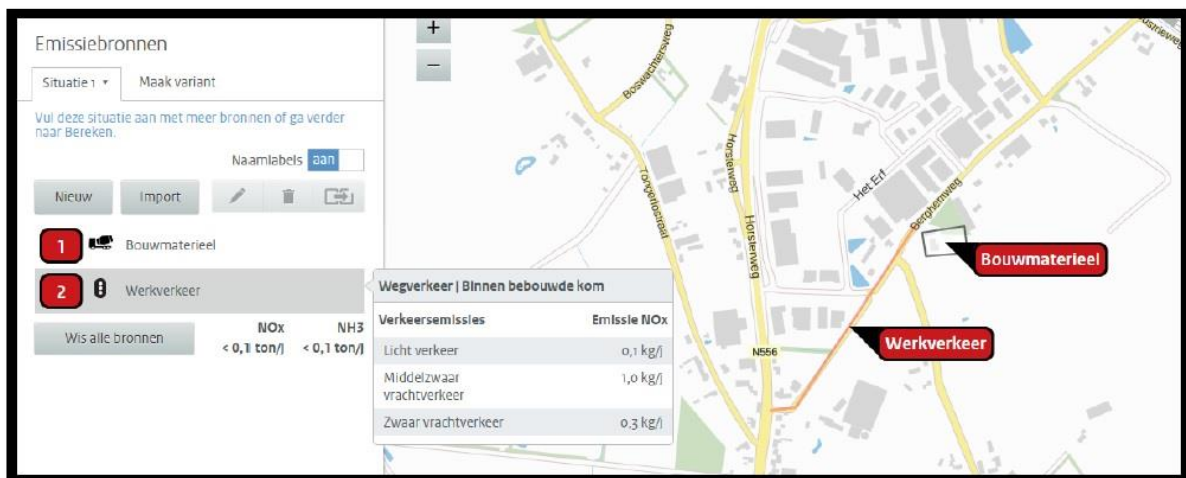 Emissiebronnen
Situatie 1
Maak variant
Vul deze situatie aan met meer bronnen of ga verder
naar Bereken.
Naamlabels aan
Nieuw
Import
1 Bouwmaterieel
2 Werkverkeer
Wis alle bronnen
NOx NH3
< 0,1 ton/j < 0,1 ton/j
Wegverkeer | Binnen bebouwde kom
Verkeersemissies Emissie NOx
Licht verkeer 0,1 kg/j
Middelzwaar
vrachtverkeer 1,0 kg/j
Zwaar vrachtverkeer 0,3 kg/j
+
−
Boswachtersweg
Horsterweg
Tongerlostraat
Horsterweg
Het Erf
Berghemweg
N556
Bouwmaterieel
Werkverkeer